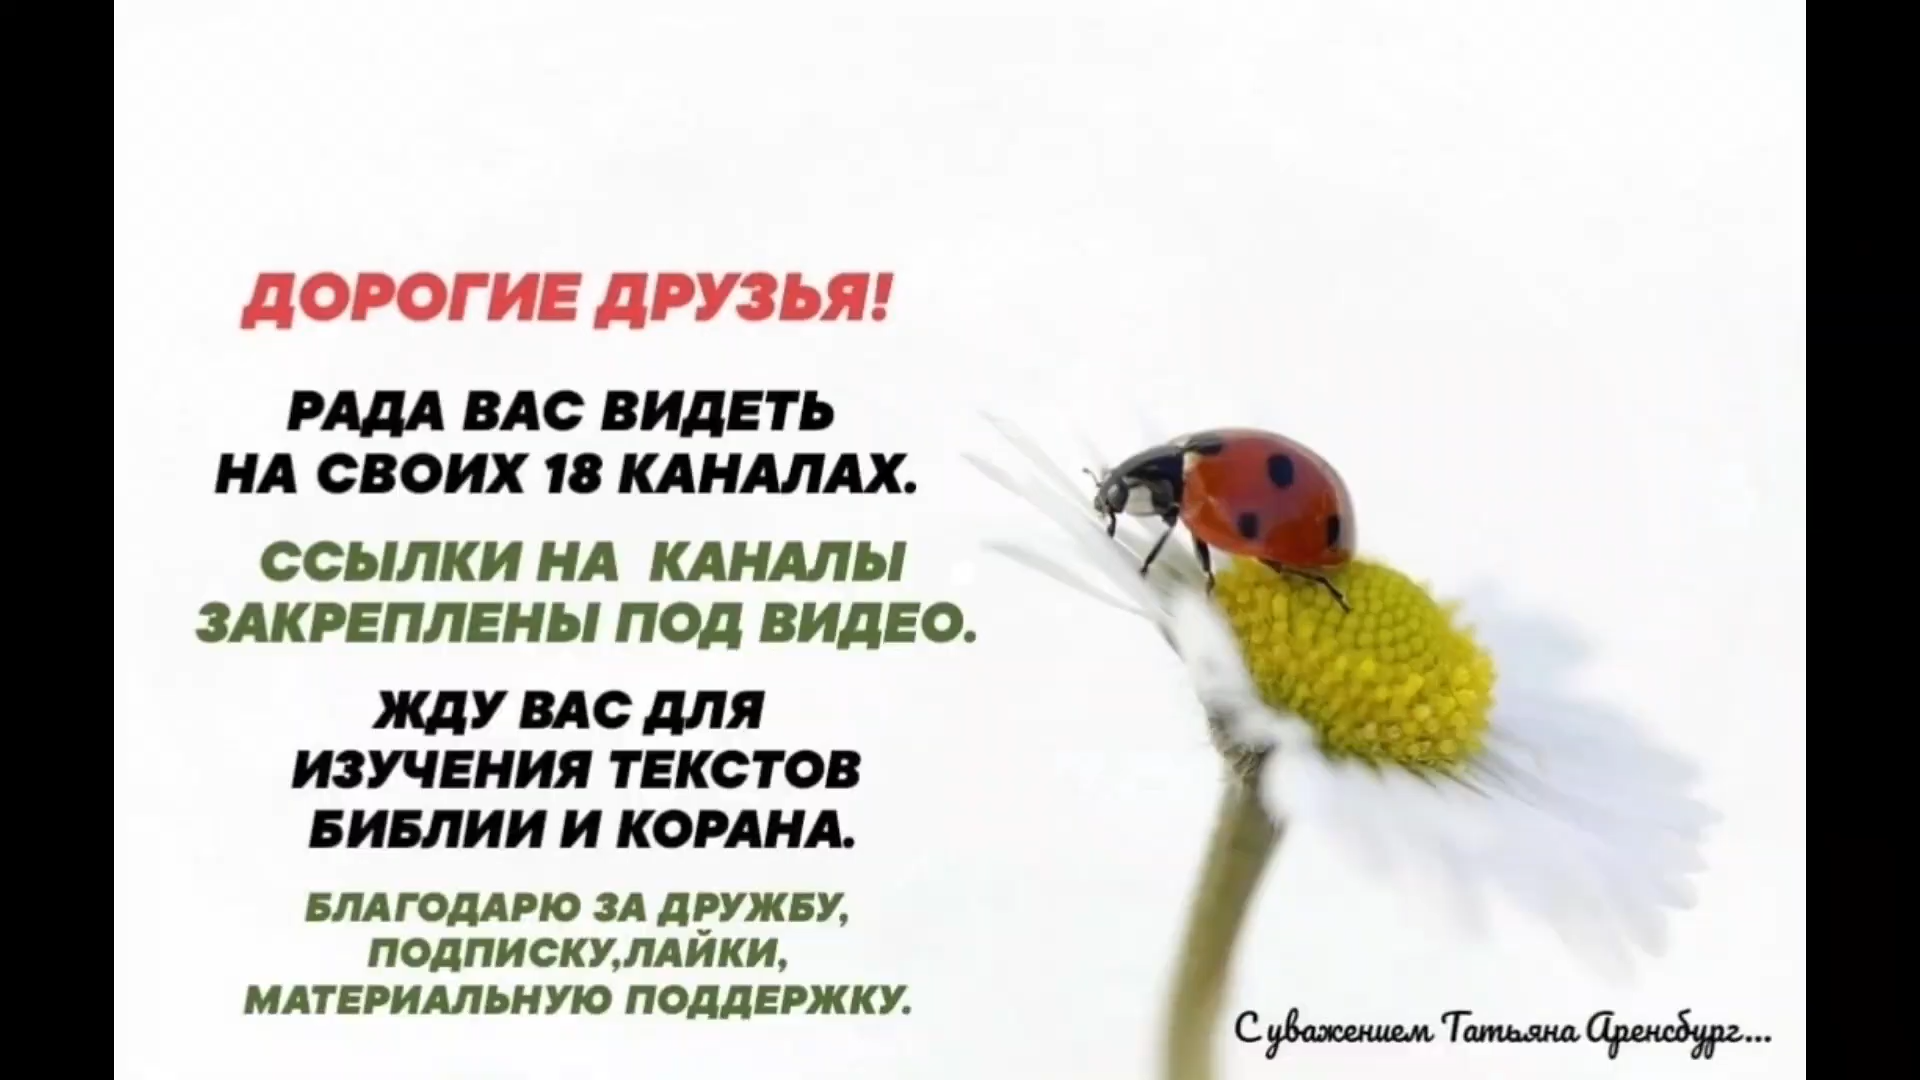 ДОРОГИЕ ДРУЗЬЯ!
РАДА ВАС ВИДЕТЬ
НА СВОИХ 18 КАНАЛАХ.
ССЫЛКИ НА КАНАЛЫ
ЗАКРЕПЛЕНЫ ПОД ВИДЕО.
ЖДУ ВАС ДЛЯ
ИЗУЧЕНИЯ ТЕКСТОВ
БИБЛИИ И КОРАНА.
БЛАГОДАРЮ ЗА ДРУЖБУ,
ПОДПИСКУ,ЛАЙКИ,
МАТЕРИАЛЬНУЮ ПОДДЕРЖКУ.
С уважением Татьяна Аренсбург...